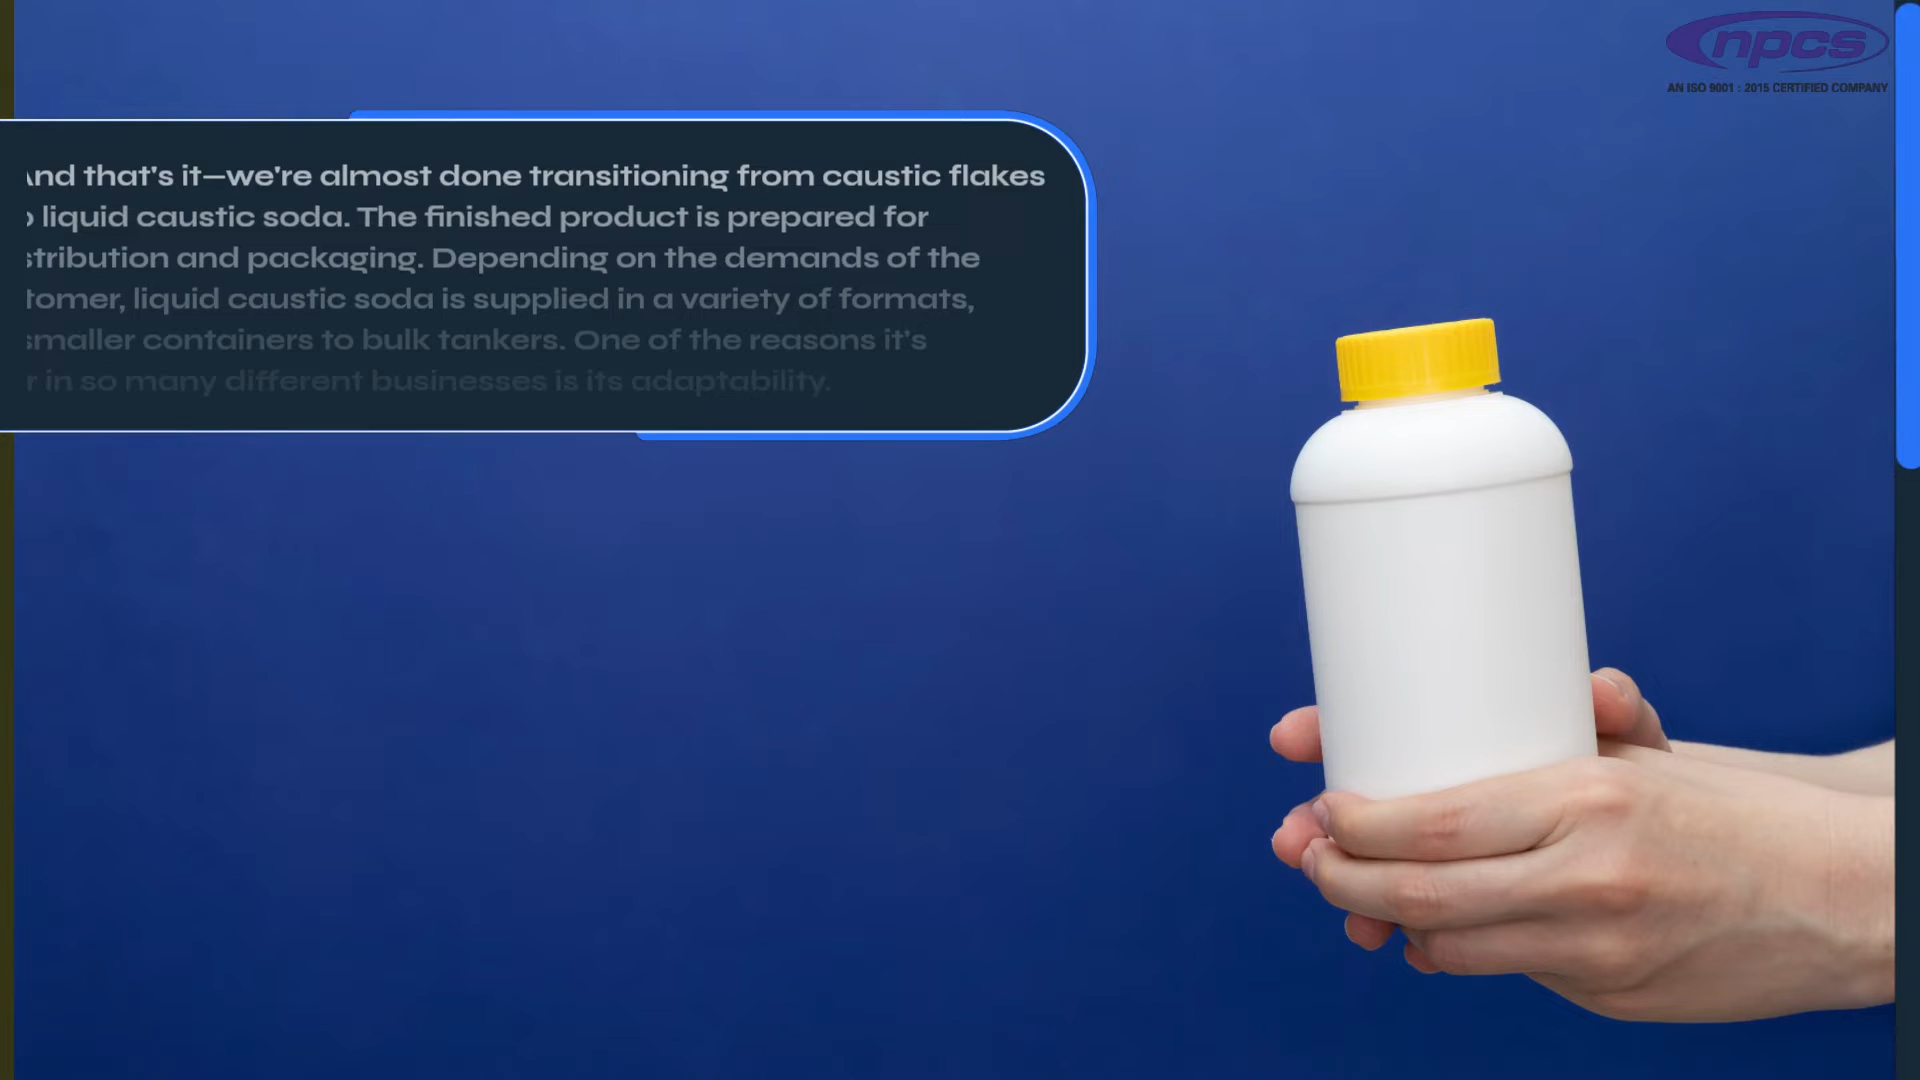 npcs
AN ISO 9001 : 2015 CERTIFIED COMPANY
And that's it—we're almost done transitioning from caustic flakes
liquid caustic soda. The finished product is prepared for
and packaging. Depending on the demands of the
liquid caustic soda is supplied in a variety of formats,
smaller containers to bulk tankers. One of the reasons it's
in so many different businesses is its adaptability.